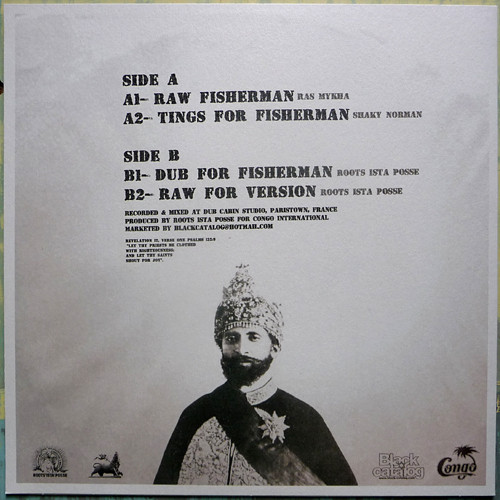 SIDE A
A1- RAW FISHERMAN RAS MYKHA
A2- TINGS FOR FISHERMAN SHAKY NORMAN
SIDE B
B1- DUB FOR FISHERMAN ROOTS ISTA POSSE
B2- RAW FOR VERSION ROOTS ISTA POSSE
RECORDED & MIXED AT DUB CABIN STUDIO, PARISTOWN, FRANCE
PRODUCED BY ROOTS ISTA POSSE FOR CONGO INTERNATIONAL
MARKETED BY BLACKCATALOG@HOTMAIL.COM
REVELATION II, VERSE ONE PSALMS 132:9
"LET THY PRIESTS BE CLOTHED
WITH RIGHTEOUSNESS;
AND LET THY SAINTS
SHOUT FOR JOY".
ROOTS ISTA POSSE
Black
catalog
Congo